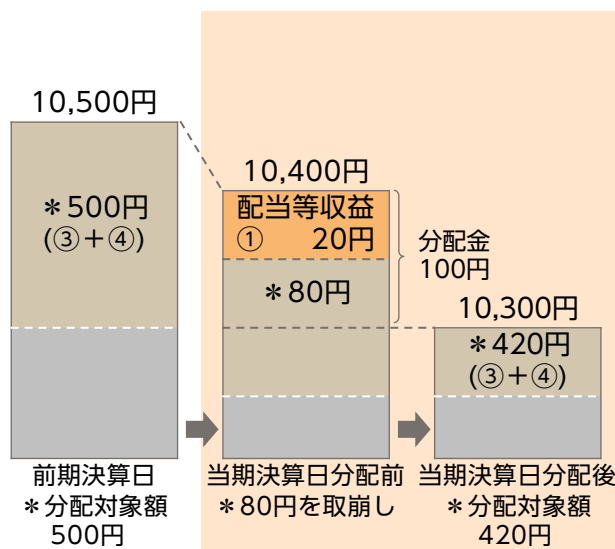 10,500円
＊500円
(③＋④)
前期決算日
＊分配対象額
500円
10,400円
配当等収益
① 20円
＊80円
分配金
100円
当期決算日分配前
＊80円を取崩し
10,300円
＊420円
(③＋④)
当期決算日分配後
＊分配対象額
420円